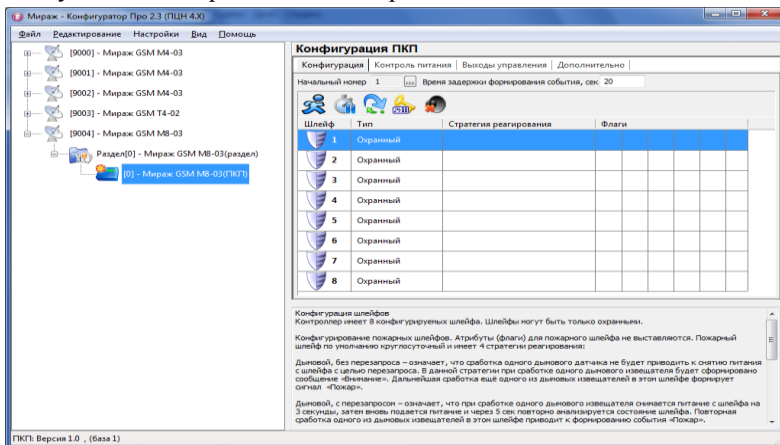 Мираж - Конфигуратор Про 2.3 (ПЦН 4.X)
Файл Редактирование Настройки Вид Помощь
[9000] - Мираж GSM M4-03
[9001] - Мираж GSM M4-03
[9002] - Мираж GSM M4-03
[9003] - Мираж GSM T4-02
[9004] - Мираж GSM M8-03
Раздел[0] - Мираж GSM M8-03(раздел)
[0] - Мираж GSM M8-03(ПКП)
Конфигурация ПКП
Конфигурация Контроль питания Выходы управления Дополнительно
Начальный номер 1 ... Время задержки формирования события, сек 20
Шлейф Тип Стратегия реагирования Флаги
1 Охранный
2 Охранный
3 Охранный
4 Охранный
5 Охранный
6 Охранный
7 Охранный
8 Охранный
Конфигурация шлейфов
Контроллер имеет 8 конфигурируемых шлейфа. Шлейфы могут быть только охранными.
Конфигурирование пожарных шлейфов. Атрибуты (флаги) для пожарного шлейфа не выставляются. Пожарный
шлейф по умолчанию круглосуточный и имеет 4 стратегии реагирования:
Дымовой, без перезапроса – означает, что сработка одного дымового датчика не будет приводить к снятию питания
с шлейфа с целью перезапроса. В данной стратегии при сработке одного дымового извещателя будет сформировано
сообщение «Внимание». Дальнейшая сработка ещё одного из дымовых извещателей в этом шлейфе формирует
сигнал «Пожар».
Дымовой, с перезапросом – означает, что при сработке одного извещателя снимается питание с шлейфа на
3 секунды, затем вновь подается питание и через 5 сек повторно анализируется состояние шлейфа. Повторная
сработка одного из дымовых извещателей в этом шлейфе приводит к формированию события «Пожар».
ПКП: Версия 1.0 , (база 1)